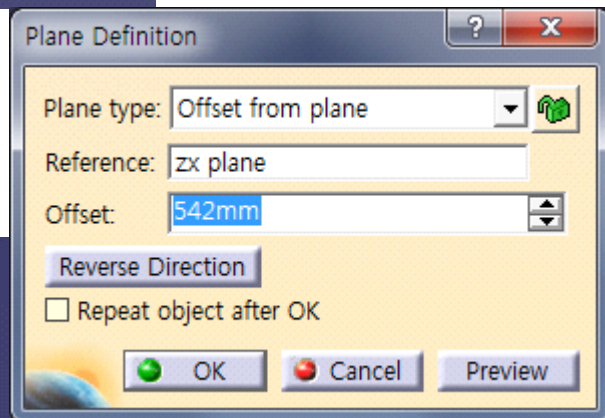 Plane Definition ? X
Plane type: Offset from plane
Reference: zx plane
Offset: 542mm
Reverse Direction
Repeat object after OK
OK Cancel Preview